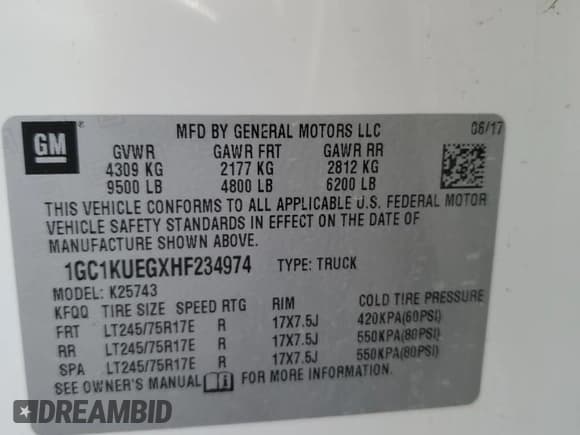 GM ®
MFD BY GENERAL MOTORS LLC 06/17
GVWR GAWR FRT GAWR RR
4309 KG 2177 KG 2812 KG
9500 LB 4800 LB 6200 LB
THIS VEHICLE CONFORMS TO ALL APPLICABLE U.S. FEDERAL MOTOR
VEHICLE SAFETY STANDARDS IN EFFECT ON THE DATE OF
MANUFACTURE SHOWN ABOVE.
1GC1KUEGXHF234974 TYPE: TRUCK
MODEL: K25743
KFQQ TIRE SIZE SPEED RTG RIM COLD TIRE PRESSURE
FRT LT245/75R17E R 17X7.5J 420KPA(60PSI)
RR LT245/75R17E R 17X7.5J 550KPA(80PSI)
SPA LT245/75R17E R 17X7.5J 550KPA(80PSI)
SEE OWNER'S MANUAL FOR MORE INFORMATION.
DREAMBID